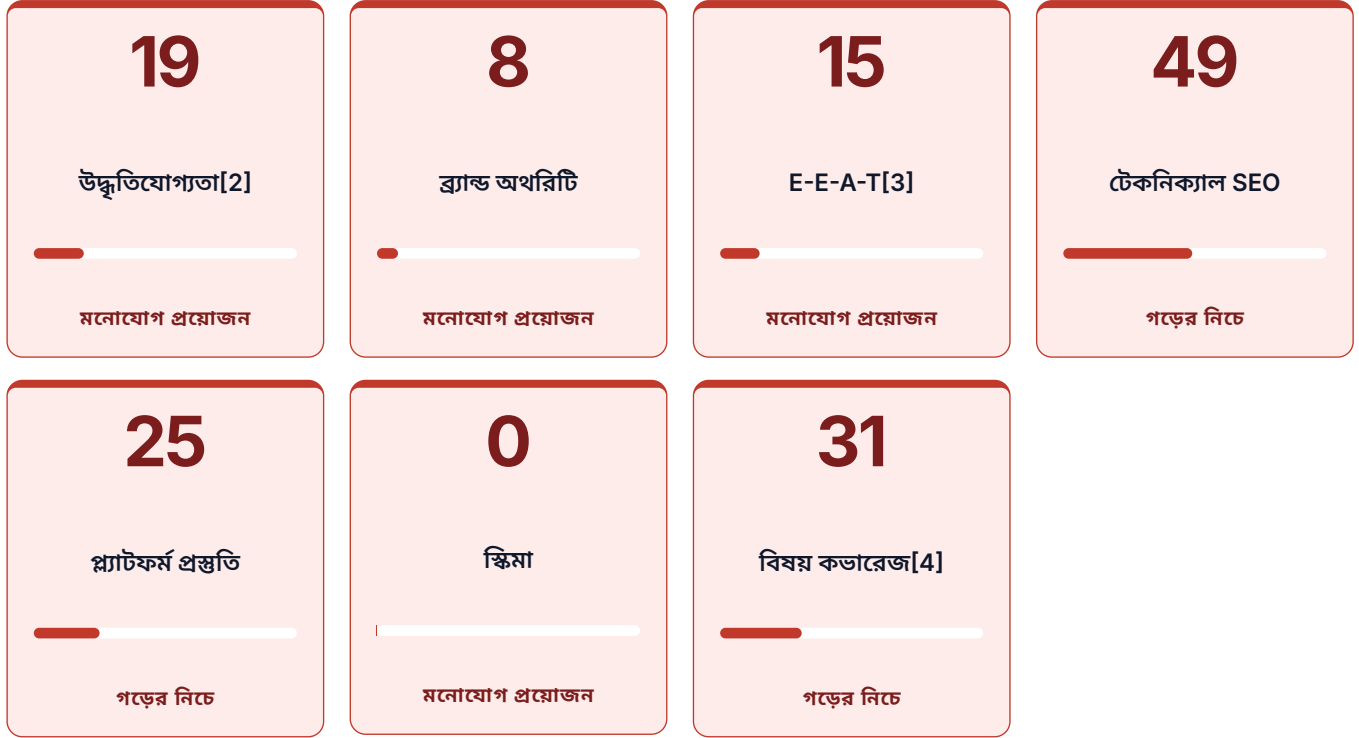 19
উদ্ধৃতিযোগ্যতা[2]
মনোযোগ প্রয়োজন
8
ব্র্যান্ড অথরিটি
মনোযোগ প্রয়োজন
15
E-E-A-T[3]
মনোযোগ প্রয়োজন
49
টেকনিক্যাল SEO
গড়ের নিচে
25
প্ল্যাটফর্ম প্রস্তুতি
গড়ের নিচে
0
স্কিমা
মনোযোগ প্রয়োজন
31
বিষয় কভারেজ[4]
গড়ের নিচে